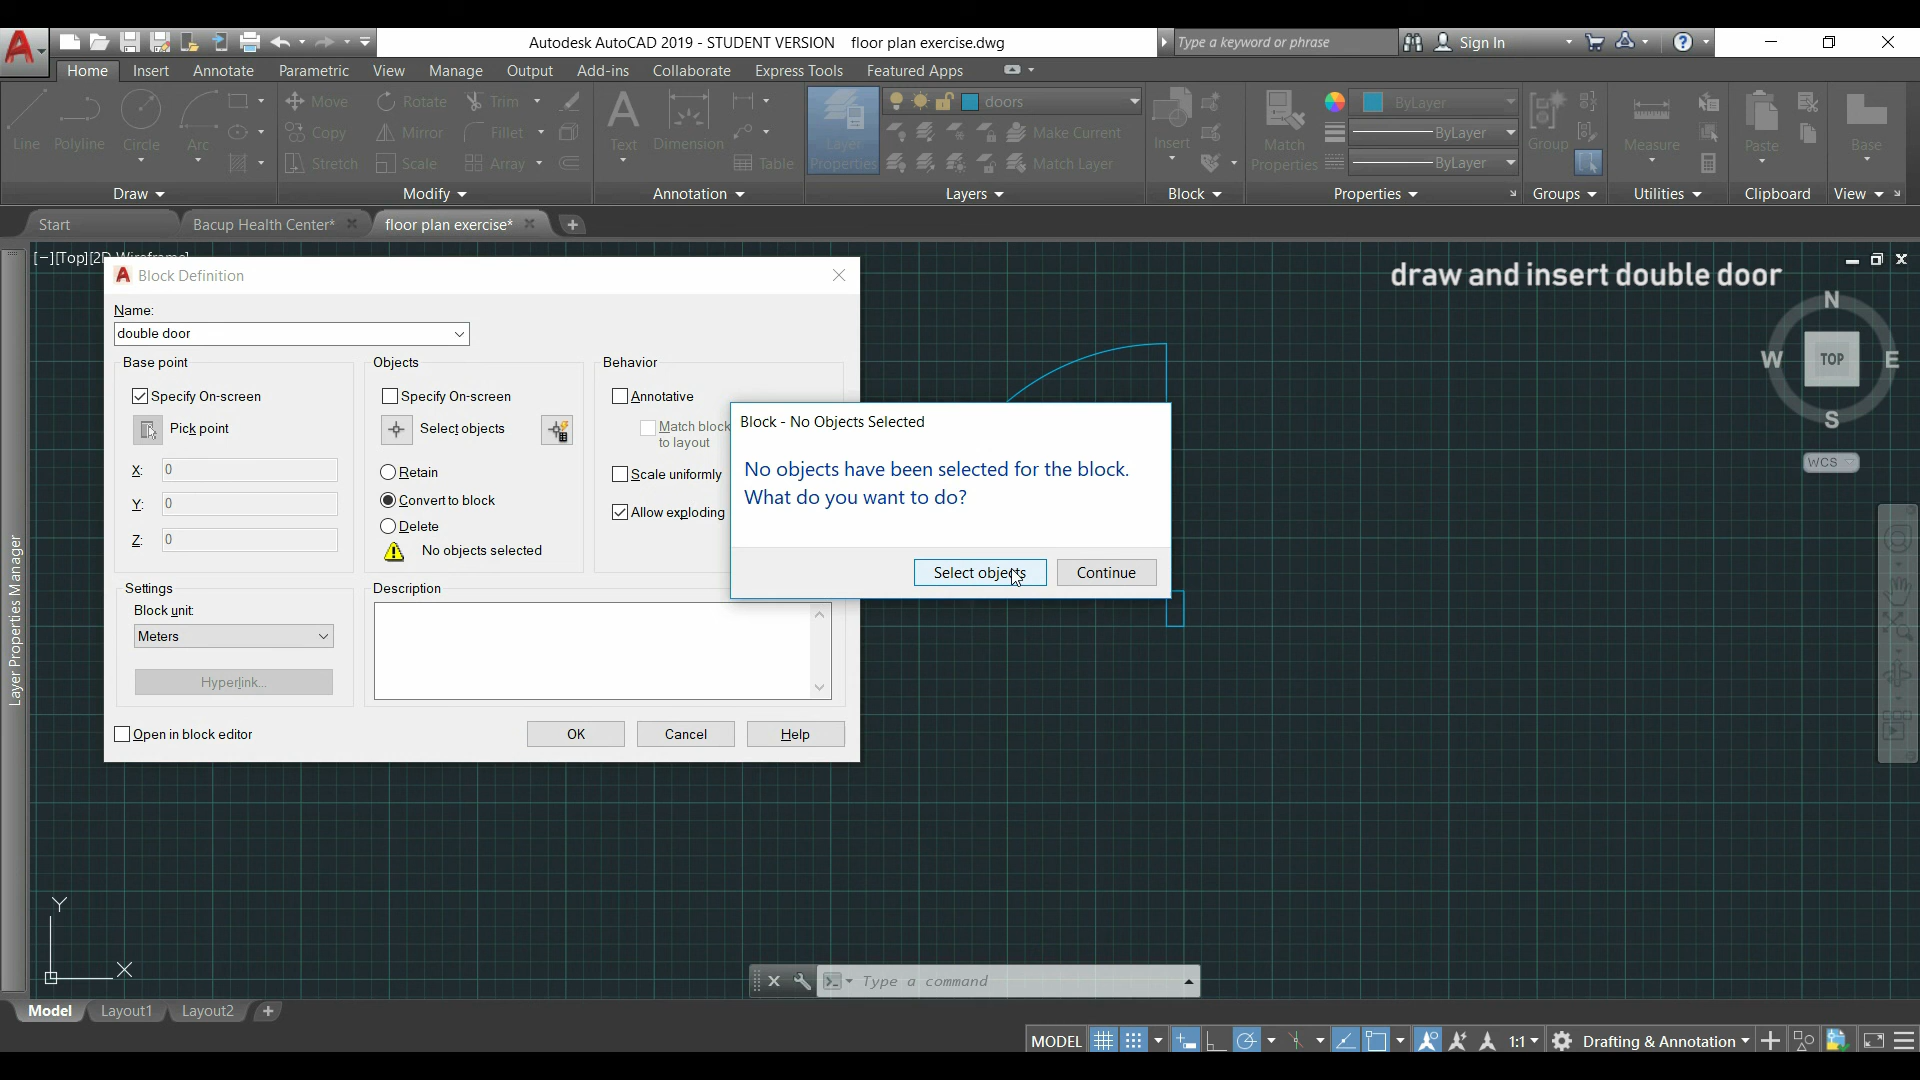 Autodesk AutoCAD 2019 - STUDENT VERSION floor plan exercise.dwg
Type a keyword or phrase
Sign In
Home Insert Annotate Parametric View Manage Output Add-ins Collaborate Express Tools Featured Apps
Line Polyline Circle Arc
Move Rotate Trim
Copy Mirror Fillet
Stretch Scale Array
Text Dimension Table
Layer Properties
doors
Make Current
Match Layer
Insert
Match Properties
ByLayer
ByLayer
ByLayer
Group
Measure
Paste
Base
Draw Modify Annotation Layers Block Properties Groups Utilities Clipboard View
Start Bacup Health Center* floor plan exercise*
[−][Top][2D Wireframe]
draw and insert double door
N
W TOP E
S
WCS
Layer Properties Manager
Block Definition
Name:
double door
Base point
Specify On-screen
Pick point
X: 0
Y: 0
Z: 0
Objects
Specify On-screen
Select objects
Retain
Convert to block
Delete
No objects selected
Behavior
Annotative
Match block
to layout
Scale uniformly
Allow exploding
Settings
Block unit:
Meters
Hyperlink...
Description
Open in block editor
OK Cancel Help
Block - No Objects Selected
No objects have been selected for the block.
What do you want to do?
Select objects Continue
Y
X
Type a command
Model Layout1 Layout2
MODEL 1:1 Drafting & Annotation